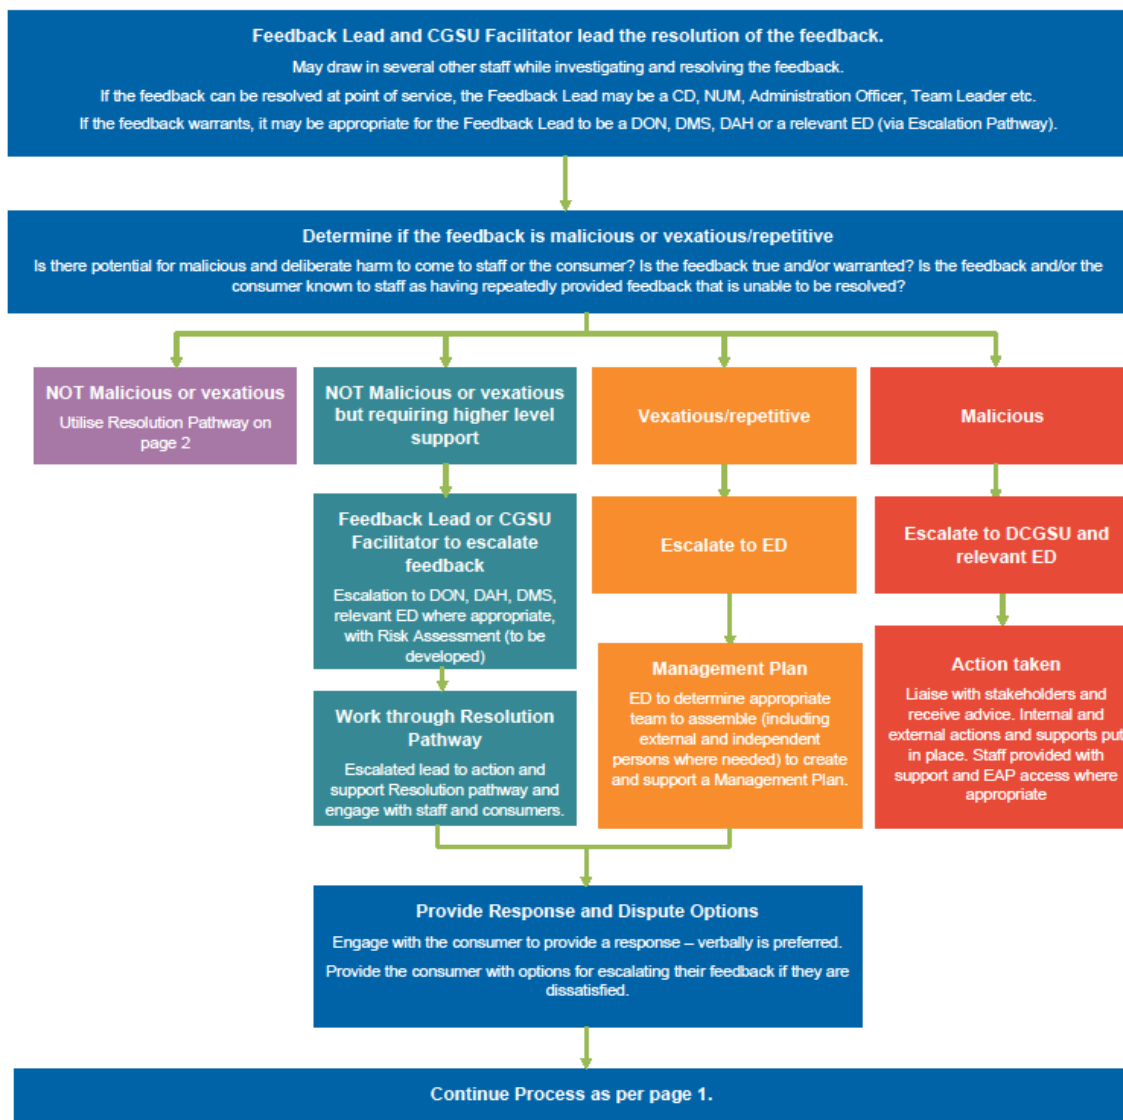 Feedback Lead and CGSU Facilitator lead the resolution of the feedback.
May draw in several other staff while investigating and resolving the feedback.
If the feedback can be resolved at point of service, the Feedback Lead may be a CD, NUM, Administration Officer, Team Leader etc.
If the feedback warrants, it may be appropriate for the Feedback Lead to be a DON, DMS, DAH or a relevant ED (via Escalation Pathway).
Determine if the feedback is malicious or vexatious/repetitive
Is there potential for malicious and deliberate harm to come to staff or the consumer? Is the feedback true and/or warranted? Is the feedback and/or the
consumer known to staff as having repeatedly provided feedback that is unable to be resolved?
NOT Malicious or vexatious
Utilise Resolution Pathway on
page 2
NOT Malicious or vexatious
but requiring higher level
support
Vexatious/repetitive
Malicious
Feedback Lead or CGSU
Facilitator to escalate
feedback
Escalation to DON, DAH, DMS,
relevant ED where appropriate,
with Risk Assessment (to be
developed)
Escalate to ED
Escalate to DCGSU and
relevant ED
Work through Resolution
Pathway
Escalated lead to action and
support Resolution pathway and
engage with staff and consumers.
Management Plan
ED to determine appropriate
team to assemble (including
external and independent
persons where needed) to create
and support a Management Plan.
Action taken
Liaise with stakeholders and
receive advice. Internal and
external actions and supports put
in place. Staff provided with
support and EAP access where
appropriate
Provide Response and Dispute Options
Engage with the consumer to provide a response – verbally is preferred.
Provide the consumer with options for escalating their feedback if they are
dissatisfied.
Continue Process as per page 1.